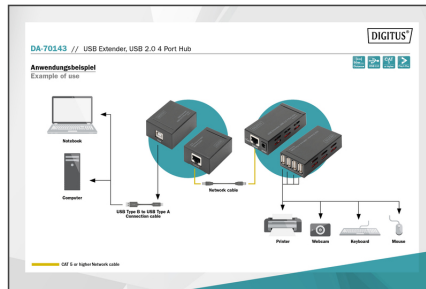 DIGITUS®
DA-70143 // USB Extender, USB 2.0 4 Port Hub
Anwendungsbeispiel
Example of use
Notebook
Computer
USB Type B to USB Type A
Connection cable
Network cable
Printer
Webcam
Keyboard
Mouse
CAT 5 or higher Network cable